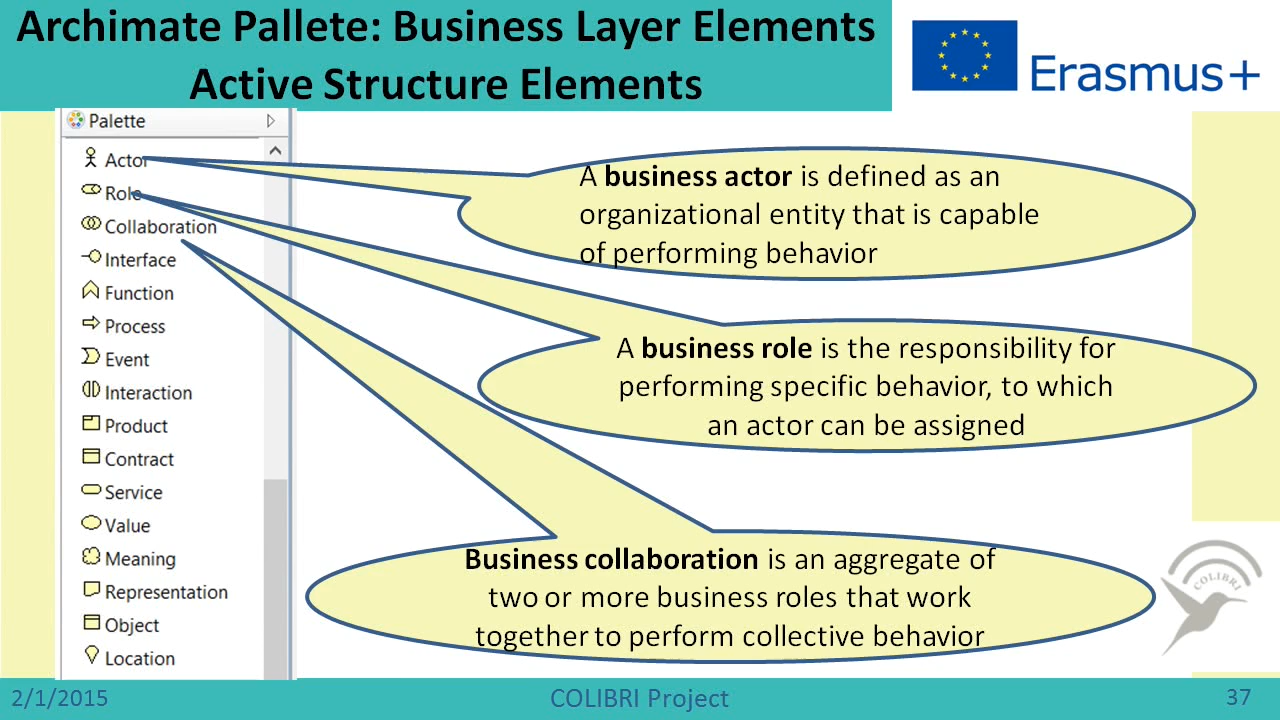 Archimate Pallete: Business Layer Elements
Active Structure Elements
Erasmus+
Palette
Actor
Role
Collaboration
Interface
Function
Process
Event
Interaction
Product
Contract
Service
Value
Meaning
Representation
Object
Location
A business actor is defined as an
organizational entity that is capable
of performing behavior
A business role is the responsibility for
performing specific behavior, to which
an actor can be assigned
Business collaboration is an aggregate of
two or more business roles that work
together to perform collective behavior
COLIBRI
2/1/2015
COLIBRI Project
37